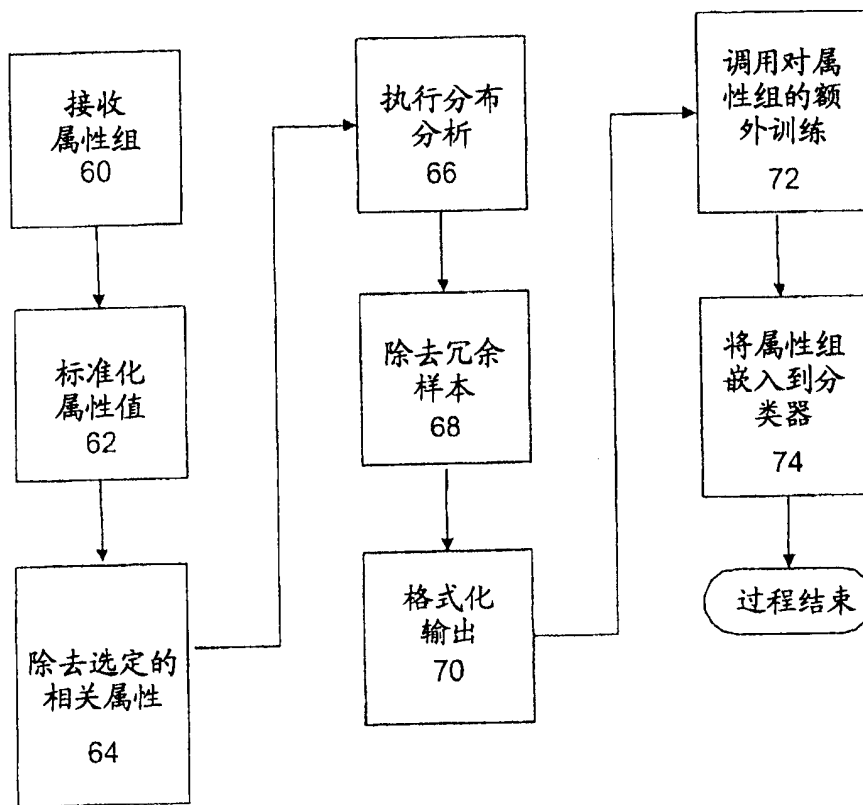 接收
属性组
60
标准化
属性值
62
除去选定的
相关属性
64
执行分布
分析
66
除去冗余
样本
68
格式化
输出
70
调用对属
性组的额
外训练
72
将属性组
嵌入到分
类器
74
过程结束